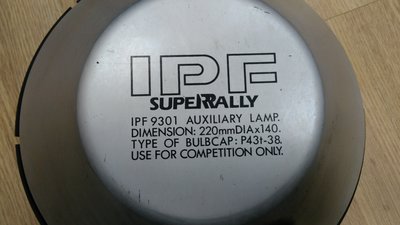 IPF
SUPERRALLY
IPF 9301 AUXILIARY LAMP.
DIMENSION: 220mmDIAx140.
TYPE OF BULBCAP: P43t-38.
USE FOR COMPETITION ONLY.